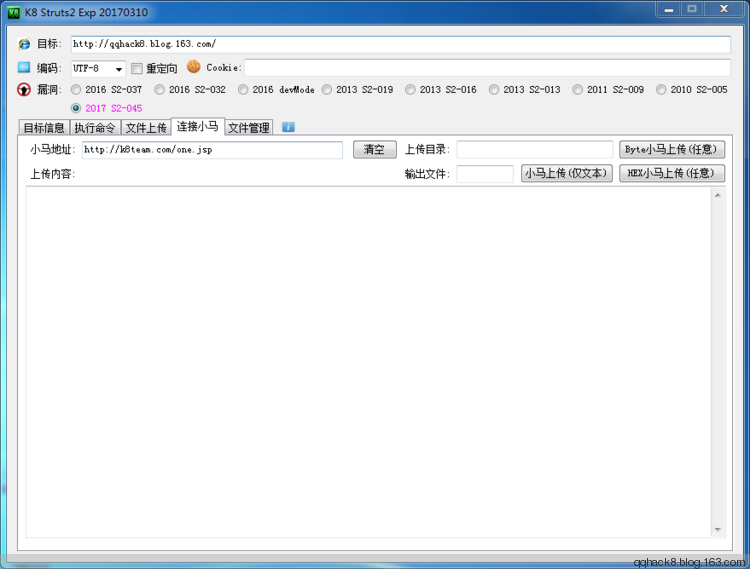 K8 Struts2 Exp 20170310
目标: http://qqhack8.blog.163.com/
编码: UTF-8 重定向 Cookie:
漏洞: 2016 S2-037 2016 S2-032 2016 devMode 2013 S2-019 2013 S2-016 2013 S2-013 2011 S2-009 2010 S2-005
2017 S2-045
目标信息 执行命令 文件上传 连接小马 文件管理
小马地址: http://k8team.com/one.jsp 清空 上传目录: Byte小马上传(任意)
上传内容: 输出文件: 小马上传(仅文本) HEX小马上传(任意)
qqhack8.blog.163.com